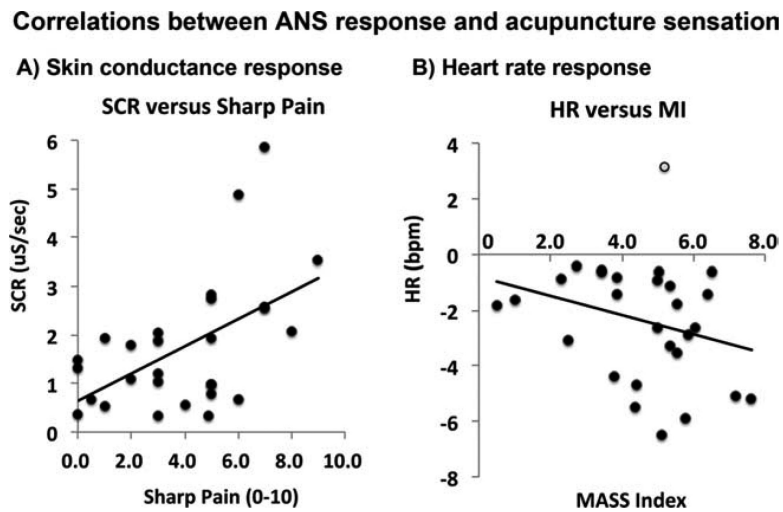 Correlations between ANS response and acupuncture sensation
A) Skin conductance response
SCR versus Sharp Pain
SCR (uS/sec)
6
5
4
3
2
1
0
0.0 2.0 4.0 6.0 8.0 10.0
Sharp Pain (0-10)
B) Heart rate response
HR versus MI
HR (bpm)
4
2
0
-2
-4
-6
-8
0 2.0 4.0 6.0 8.0
MASS Index